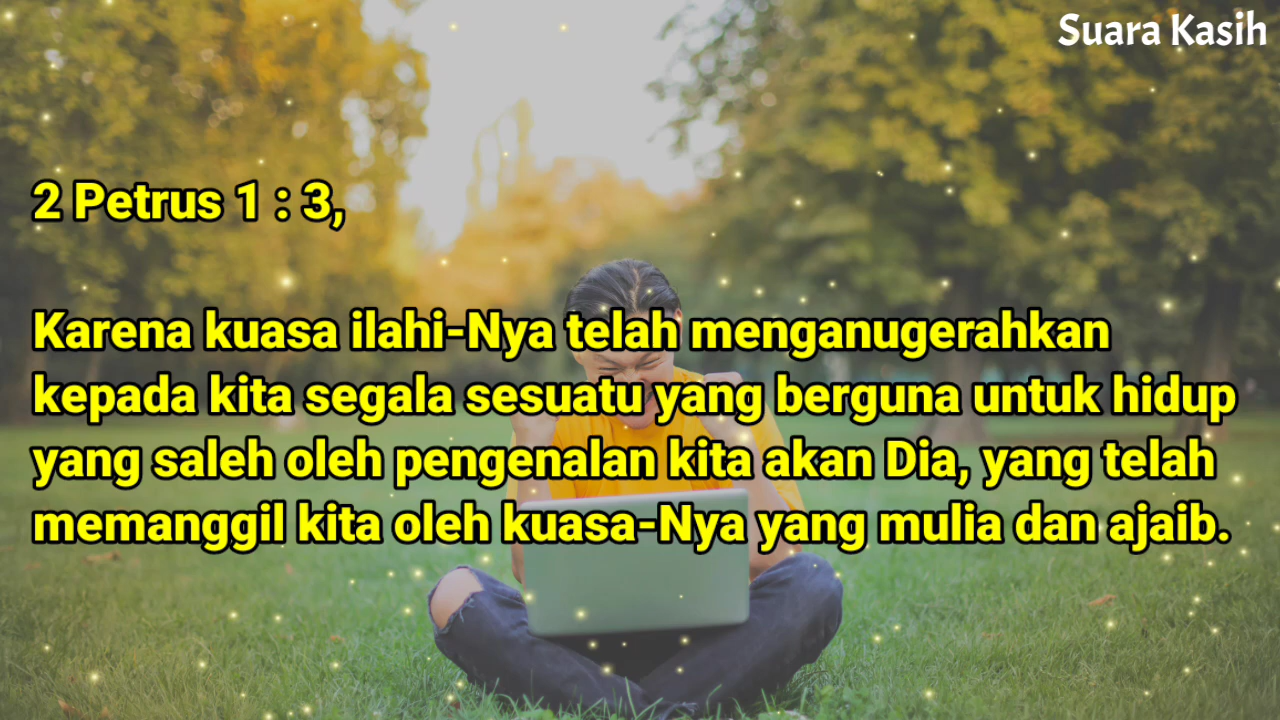 Suara Kasih
2 Petrus 1 : 3,
Karena kuasa ilahi-Nya telah menganugerahkan
kepada kita segala sesuatu yang berguna untuk hidup
yang saleh oleh pengenalan kita akan Dia, yang telah
memanggil kita oleh kuasa-Nya yang mulia dan ajaib.